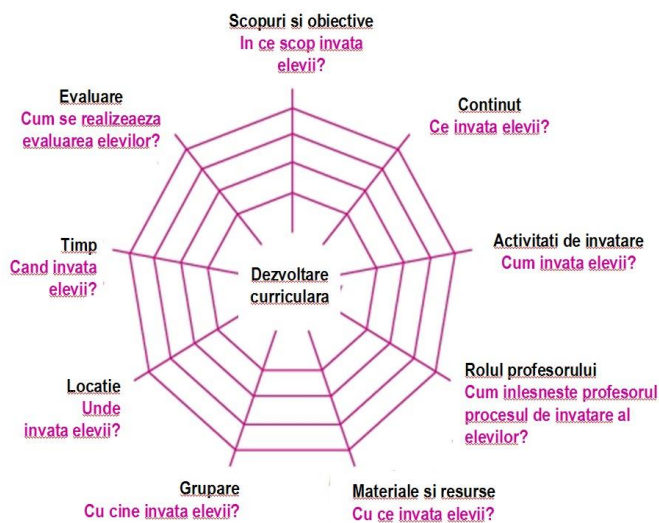 Scopuri si obiective
In ce scop invata
elevii?
Evaluare
Cum se realizeaeza
evaluarea elevilor?
Continut
Ce invata elevii?
Timp
Cand invata
elevii?
Dezvoltare
curriculara
Activitati de invatare
Cum invata elevii?
Locatie
Unde
invata elevii?
Rolul profesorului
Cum inlesneste profesorul
procesul de invatare al
elevilor?
Grupare
Cu cine invata elevii?
Materiale si resurse
Cu ce invata elevii?